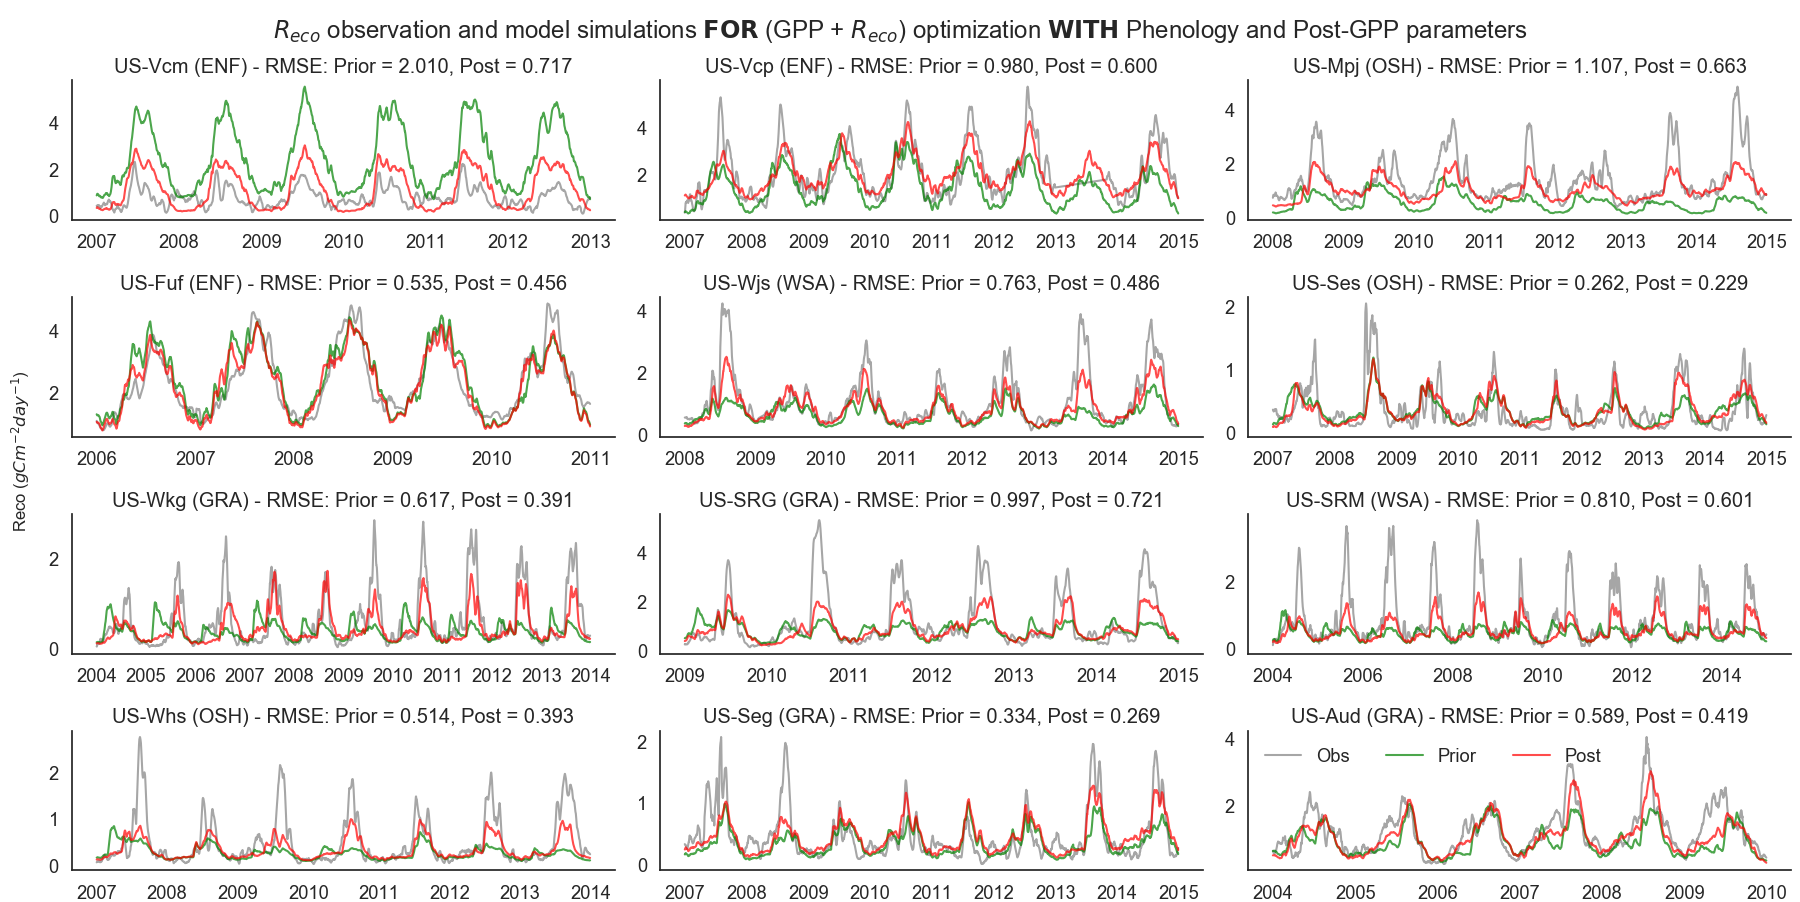 R_eco observation and model simulations FOR (GPP + R_eco) optimization WITH Phenology and Post-GPP parameters
US-Vcm (ENF) - RMSE: Prior = 2.010, Post = 0.717
US-Vcp (ENF) - RMSE: Prior = 0.980, Post = 0.600
US-Mpj (OSH) - RMSE: Prior = 1.107, Post = 0.663
4
2
0
2007 2008 2009 2010 2011 2012 2013
4
2
2007 2008 2009 2010 2011 2012 2013 2014 2015
4
2
0
2008 2009 2010 2011 2012 2013 2014 2015
US-Fuf (ENF) - RMSE: Prior = 0.535, Post = 0.456
US-Wjs (WSA) - RMSE: Prior = 0.763, Post = 0.486
US-Ses (OSH) - RMSE: Prior = 0.262, Post = 0.229
4
2
2006 2007 2008 2009 2010 2011
4
2
0
2008 2009 2010 2011 2012 2013 2014 2015
2
1
0
2007 2008 2009 2010 2011 2012 2013 2014 2015
Reco (gCm⁻²day⁻¹)
US-Wkg (GRA) - RMSE: Prior = 0.617, Post = 0.391
US-SRG (GRA) - RMSE: Prior = 0.997, Post = 0.721
US-SRM (WSA) - RMSE: Prior = 0.810, Post = 0.601
2
0
2004 2005 2006 2007 2008 2009 2010 2011 2012 2013 2014
4
2
0
2009 2010 2011 2012 2013 2014 2015
2
0
2004 2006 2008 2010 2012 2014
US-Whs (OSH) - RMSE: Prior = 0.514, Post = 0.393
US-Seg (GRA) - RMSE: Prior = 0.334, Post = 0.269
US-Aud (GRA) - RMSE: Prior = 0.589, Post = 0.419
2
1
0
2007 2008 2009 2010 2011 2012 2013 2014
2
1
0
2007 2008 2009 2010 2011 2012 2013 2014 2015
4
2
Obs Prior Post
2004 2005 2006 2007 2008 2009 2010